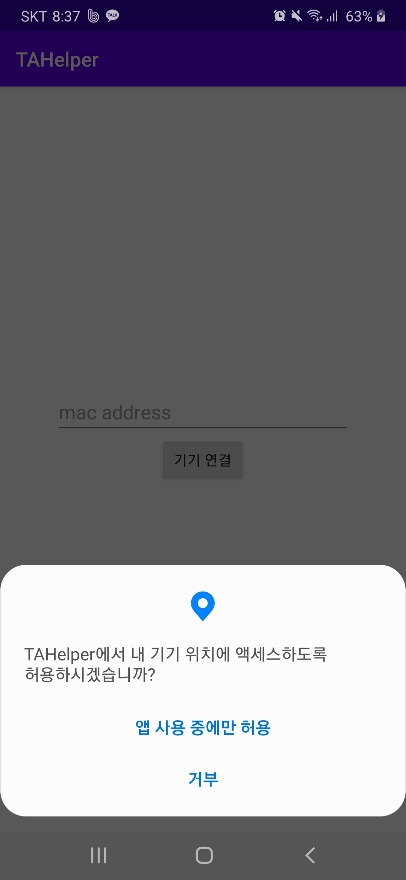 SKT 8:37 63%
TAHelper
mac address
기기 연결
TAHelper에서 내 기기 위치에 액세스하도록
허용하시겠습니까?
앱 사용 중에만 허용
거부